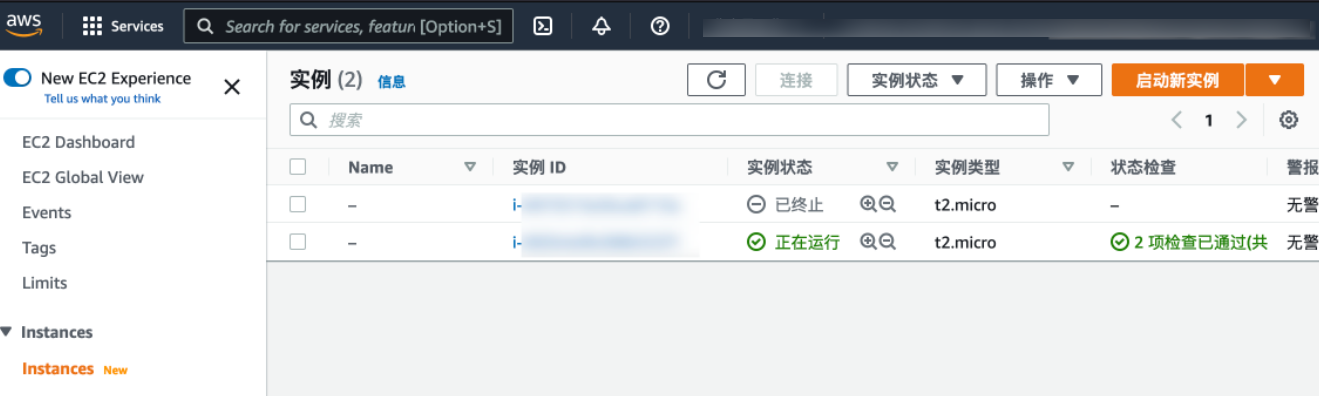 aws Services Search for services, featur [Option+S]
New EC2 Experience
Tell us what you think
EC2 Dashboard
EC2 Global View
Events
Tags
Limits
Instances
Instances New
实例 (2) 信息 连接 实例状态 操作 启动新实例
搜索 1
Name 实例 ID 实例状态 实例类型 状态检查 警报
– i- 已终止 t2.micro – 无警
– i- 正在运行 t2.micro 2 项检查已通过(共 无警